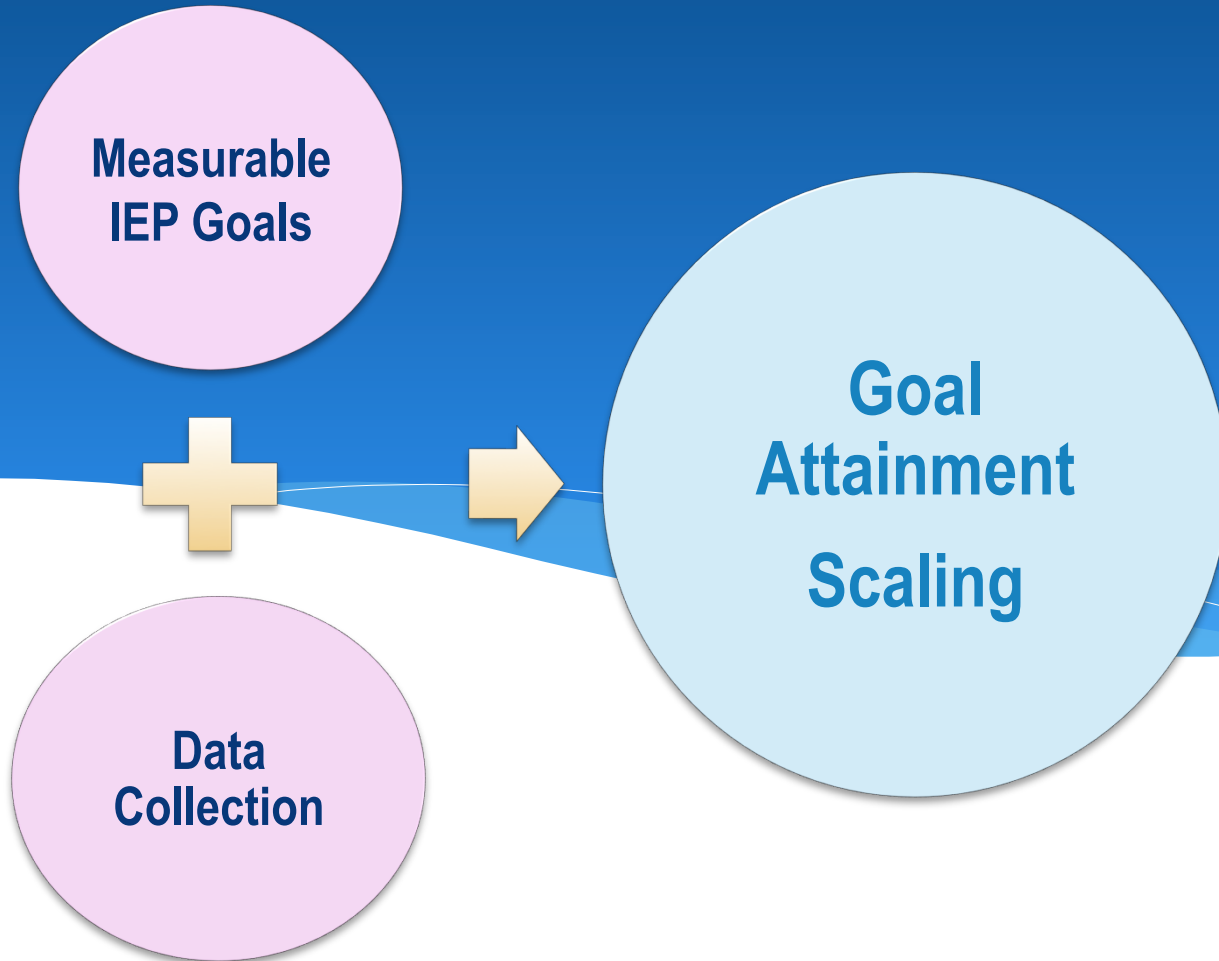 Measurable
IEP Goals
Data
Collection
Goal
Attainment
Scaling